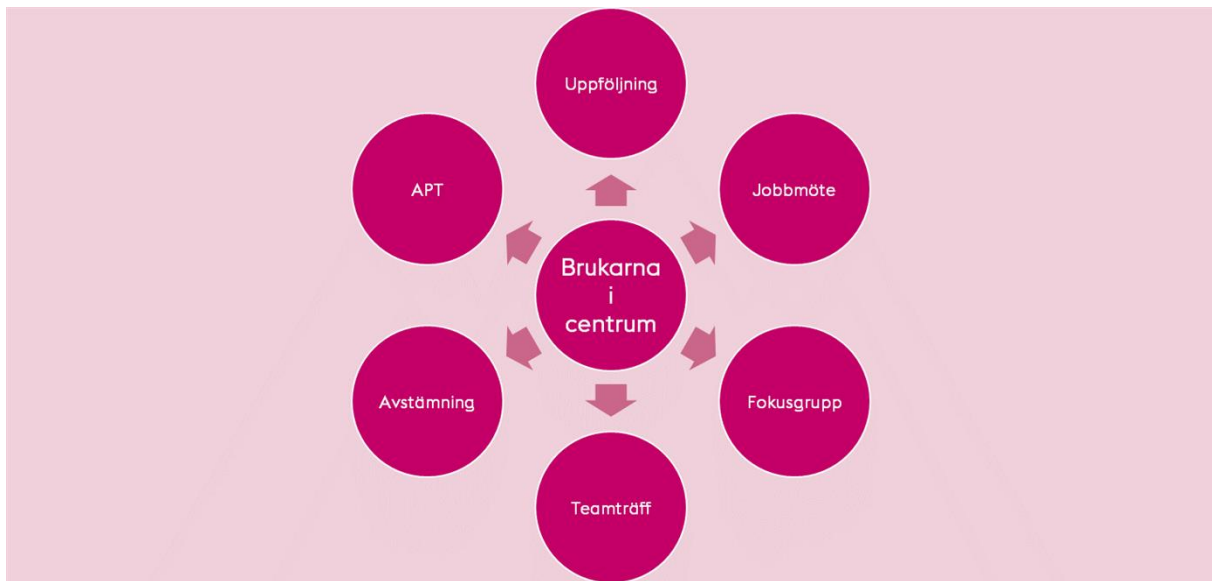 Uppföljning
APT
Jobbmöte
Brukarna
i
centrum
Avstämning
Fokusgrupp
Teamträff